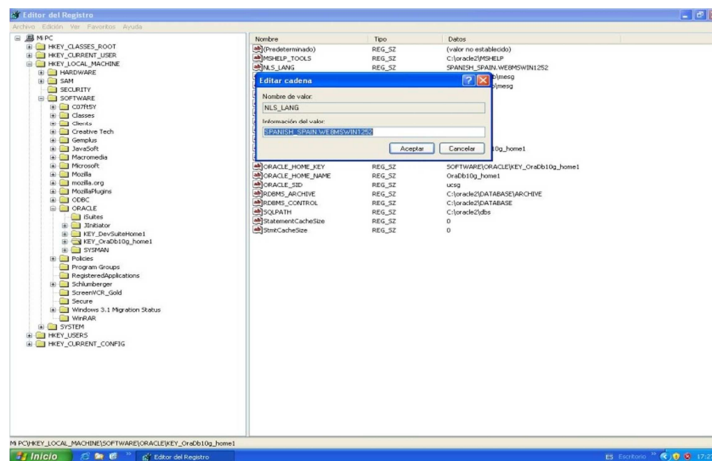 Editor del Registro
Archivo Edición Ver Favoritos Ayuda
Mi PC
HKEY_CLASSES_ROOT
HKEY_CURRENT_USER
HKEY_LOCAL_MACHINE
HARDWARE
SAM
SECURITY
SOFTWARE
C07ft5Y
Classes
Clients
Creative Tech
Gemplus
JavaSoft
Macromedia
Microsoft
Mozilla
mozilla.org
MozillaPlugins
ODBC
ORACLE
iSuites
JInitiator
KEY_DevSuiteHome1
KEY_OraDb10g_home1
SYSMAN
Policies
Program Groups
RegisteredApplications
Schlumberger
ScreenVCR_Gold
Secure
Windows 3.1 Migration Status
WinRAR
SYSTEM
HKEY_USERS
HKEY_CURRENT_CONFIG
Nombre Tipo Datos
(Predeterminado) REG_SZ (valor no establecido)
MSHELP_TOOLS REG_SZ C:\oracle2\MSHELP
NLS_LANG REG_SZ SPANISH_SPAIN.WE8MSWIN1252
\mesg
\mesg
Editar cadena
Nombre de valor:
NLS_LANG
Información del valor:
SPANISH_SPAIN.WE8MSWIN1252
Aceptar Cancelar
10g_home1
ORACLE_HOME_KEY REG_SZ SOFTWARE\ORACLE\KEY_OraDb10g_home1
ORACLE_HOME_NAME REG_SZ OraDb10g_home1
ORACLE_SID REG_SZ ucsg
RDBMS_ARCHIVE REG_SZ C:\oracle2\DATABASE\ARCHIVE
RDBMS_CONTROL REG_SZ C:\oracle2\DATABASE
SQLPATH REG_SZ C:\oracle2\dbs
StatementCacheSize REG_SZ 0
StmtCacheSize REG_SZ 0
Mi PC\HKEY_LOCAL_MACHINE\SOFTWARE\ORACLE\KEY_OraDb10g_home1
Inicio Editor del Registro ES Escritorio